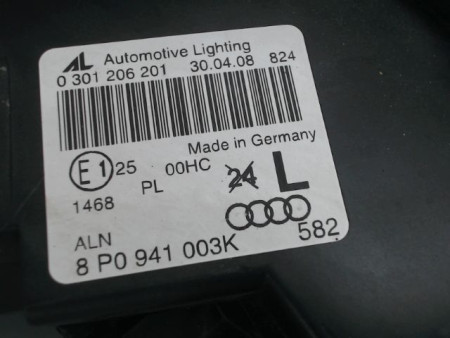 AL Automotive Lighting
0 301 206 201 30.04.08 824
Made in Germany
E1 25 PL 00HC 24 L
1468
ALN 582
8 P0 941 003K